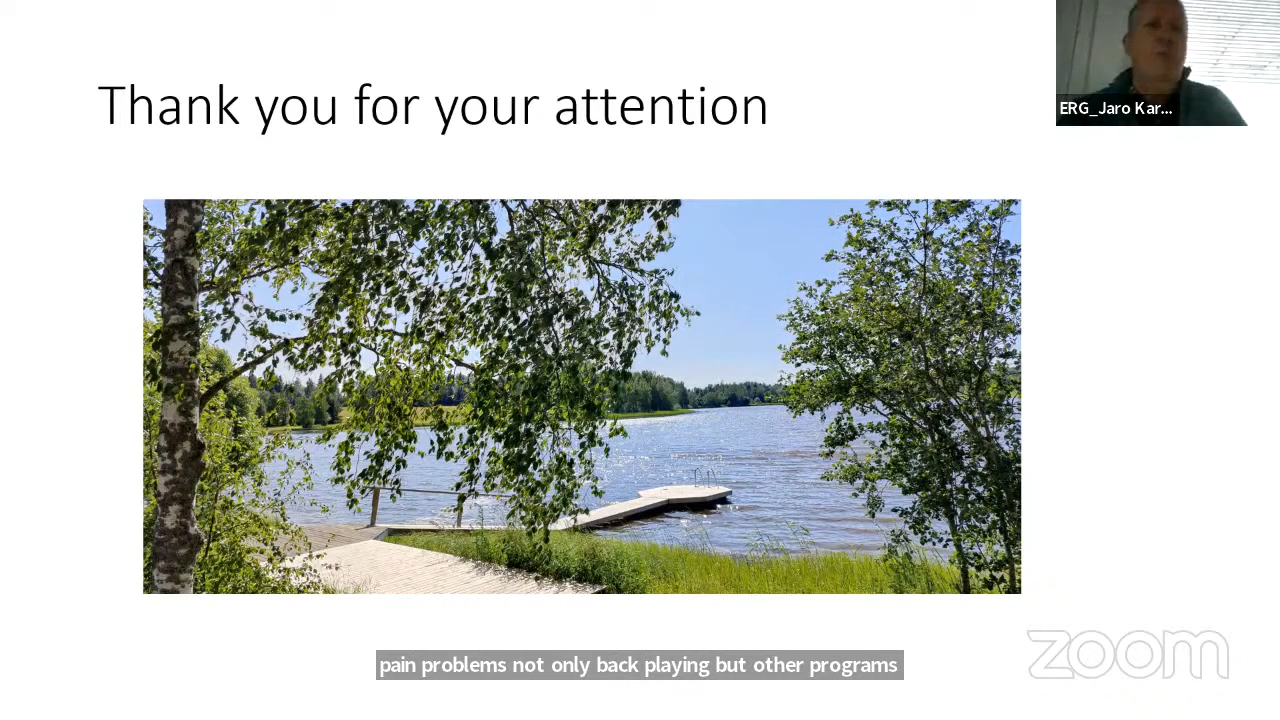 Thank you for your attention
ERG_Jaro Kar...
pain problems not only back playing but other programs
zoom